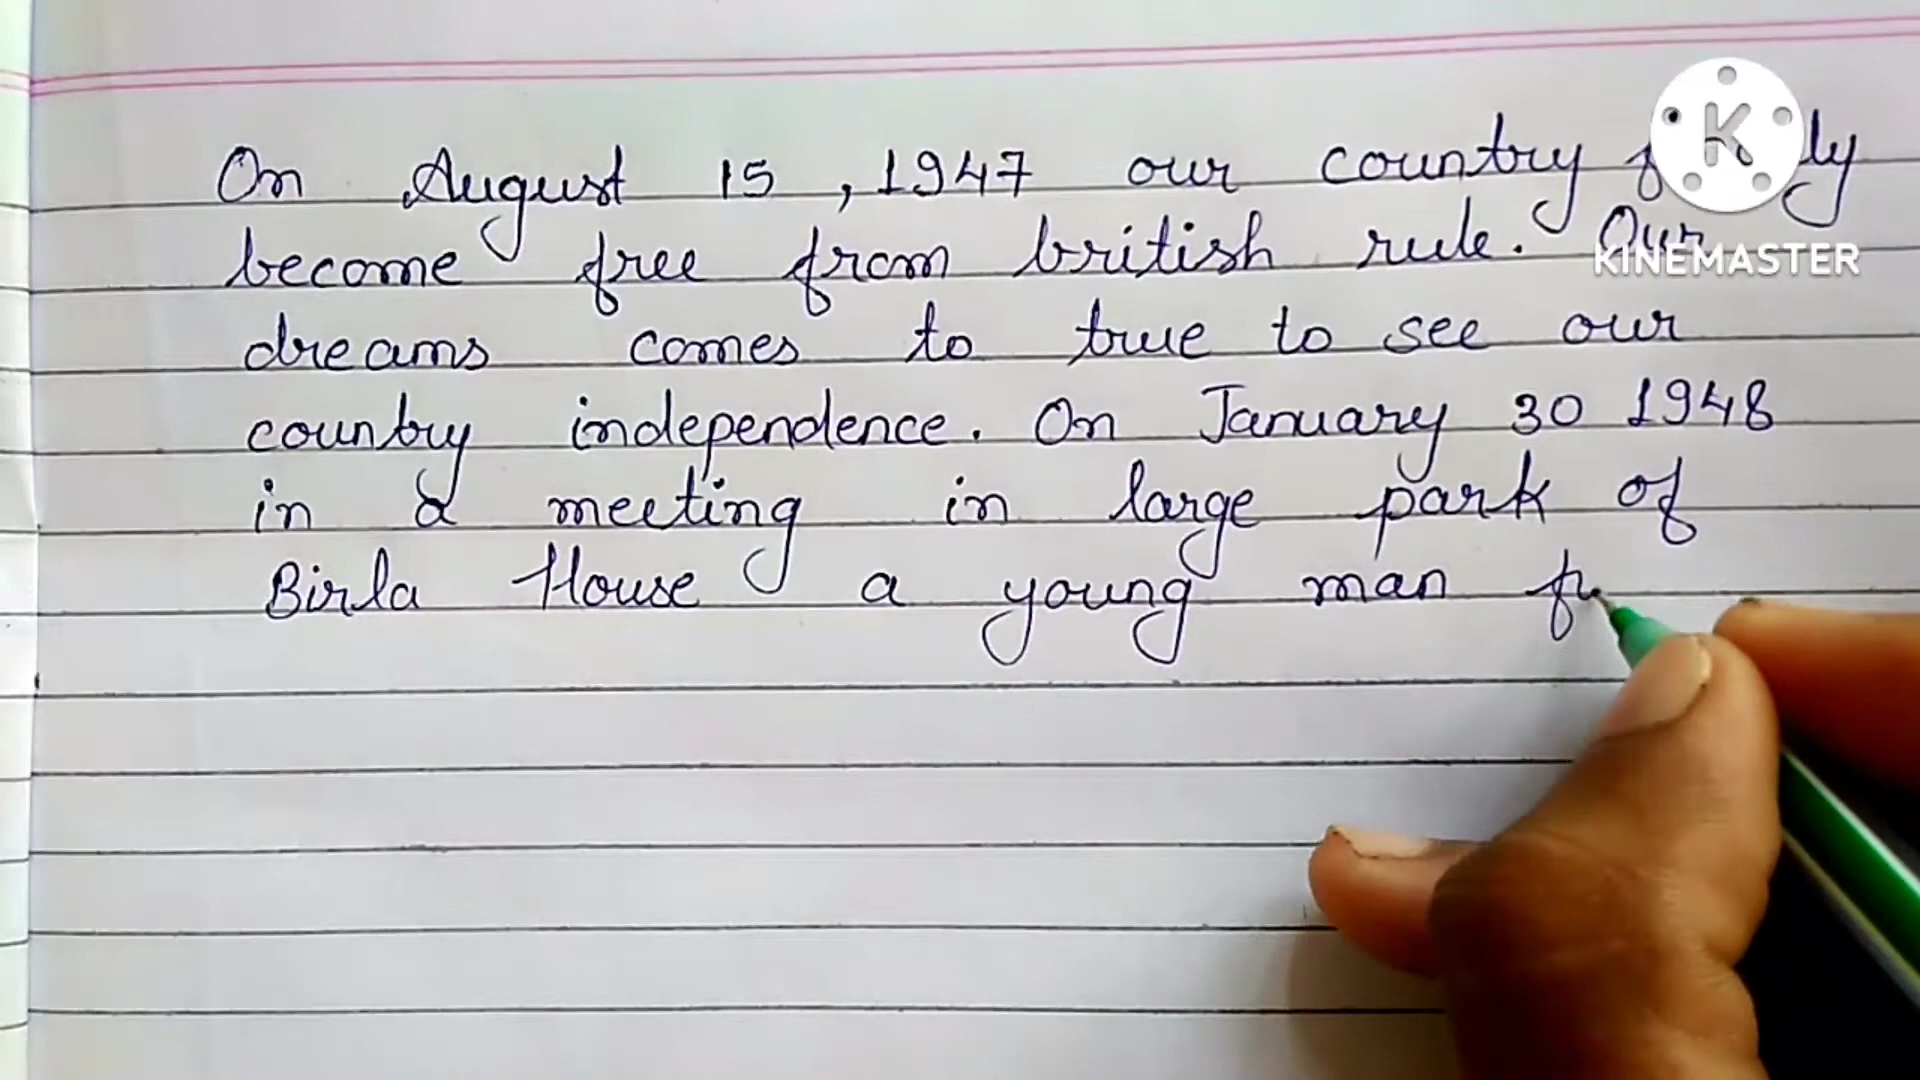 On August 15 , 1947 our country
become free from british rule. Our
dreams comes to true to see our
country independence. On January 30 1948
in a meeting in large park of
Birla House a young man
K
KINEMASTER